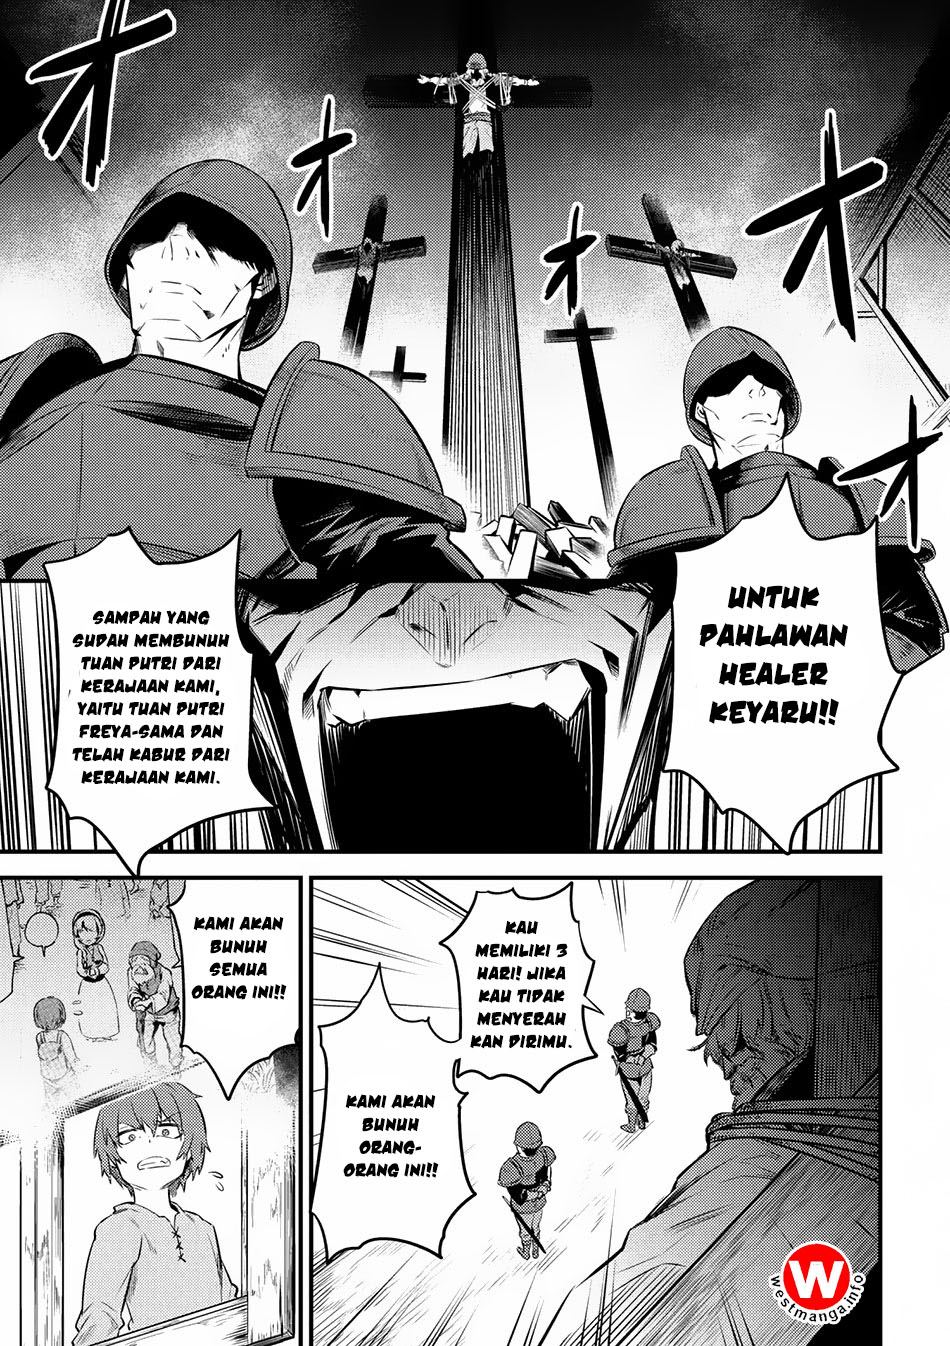 オ
オ
オ
オ
オ
UNTUK
PAHLAWAN
HEALER
KEYARU!!
SAMPAH YANG
SUDAH MEMBUNUH
TUAN PUTRI DARI
KERAJAAN KAMI,
YAITU TUAN PUTRI
FREYA-SAMA DAN
TELAH KABUR DARI
KERAJAAN KAMI.
KAU
MEMILIKI 3
HARI! JIKA
KAU TIDAK
MENYERAH
KAN DIRIMU.
KAMI AKAN
BUNUH
ORANG-
ORANG INI!!
KAMI AKAN
BUNUH
SEMUA
ORANG INI!!
...
W
westmanga.info